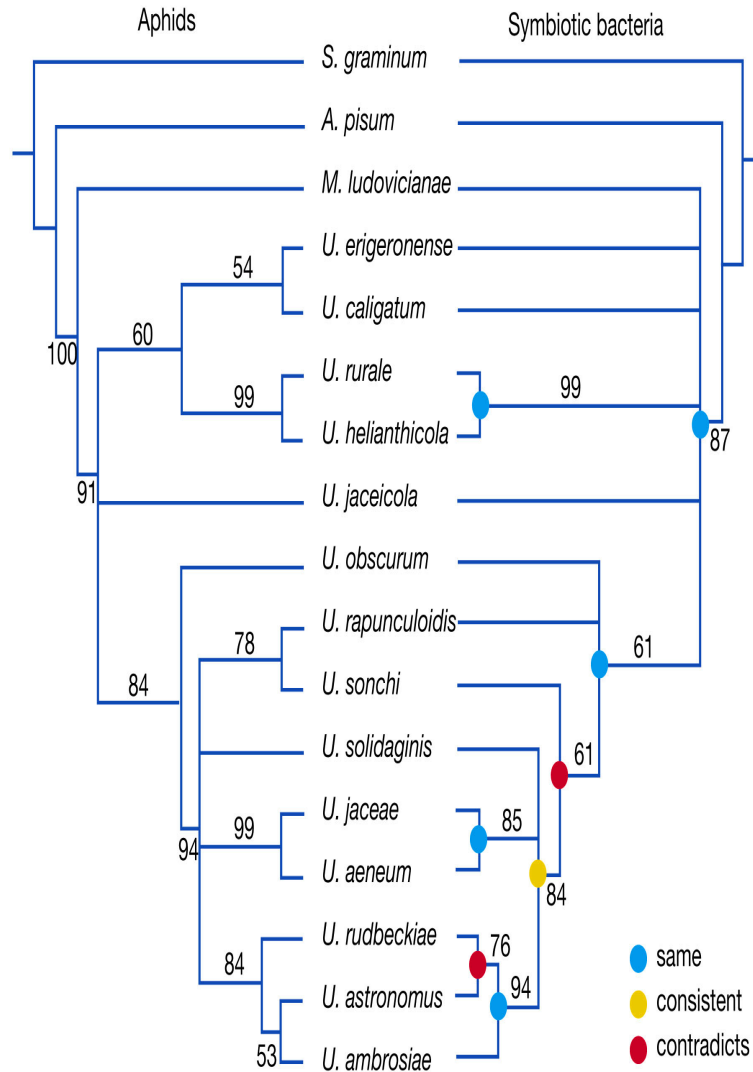 Aphids
Symbiotic bacteria
S. graminum
A. pisum
M. ludovicianae
U. erigeronense
54
U. caligatum
60
100
U. rurale
99
99
U. helianthicola
87
91
U. jaceicola
U. obscurum
U. rapunculoidis
78
61
84
U. sonchi
U. solidaginis
61
U. jaceae
99
85
94
U. aeneum
84
U. rudbeckiae
76
84
same
U. astronomus
94
consistent
53
U. ambrosiae
contradicts